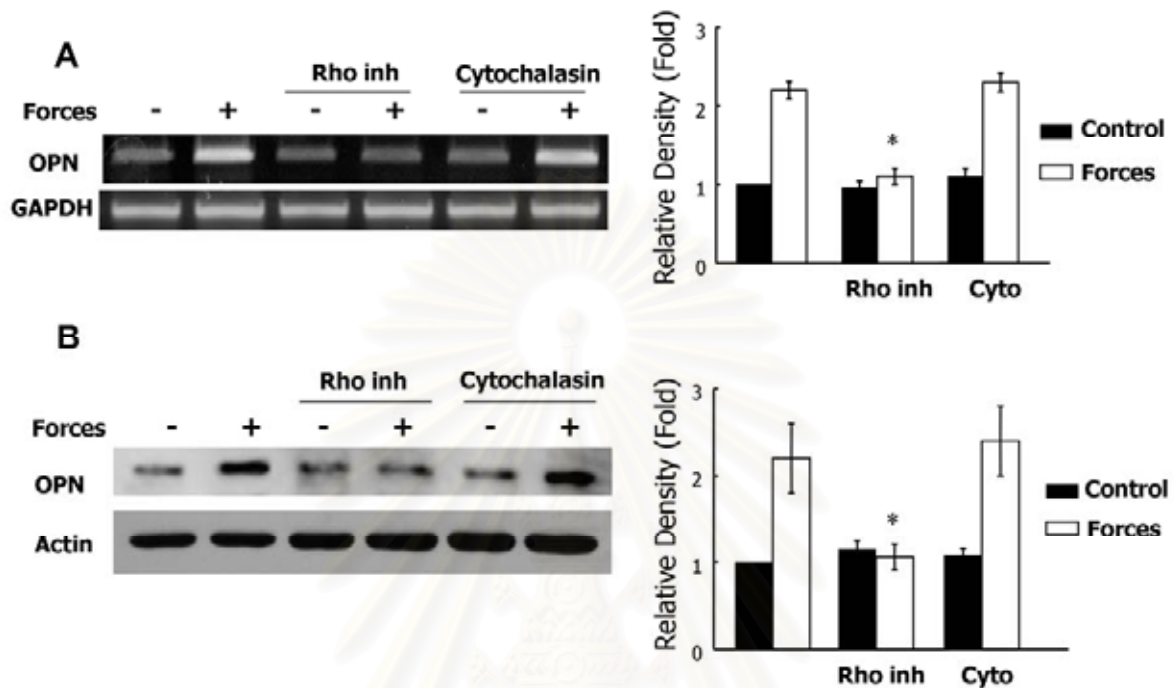 A
Rho inh Cytochalasin
Forces - + - + - +
OPN
GAPDH
Relative Density (Fold)
3
2
1
0
*
Rho inh Cyto
Control
Forces
B
Rho inh Cytochalasin
Forces - + - + - +
OPN
Actin
Relative Density (Fold)
3
2
1
0
*
Rho inh Cyto
Control
Forces